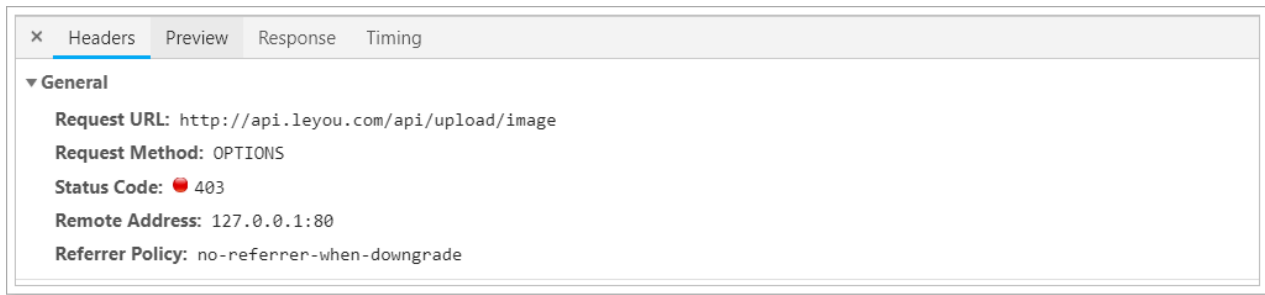 × Headers Preview Response Timing
▼ General
Request URL: http://api.leyou.com/api/upload/image
Request Method: OPTIONS
Status Code: 403
Remote Address: 127.0.0.1:80
Referrer Policy: no-referrer-when-downgrade